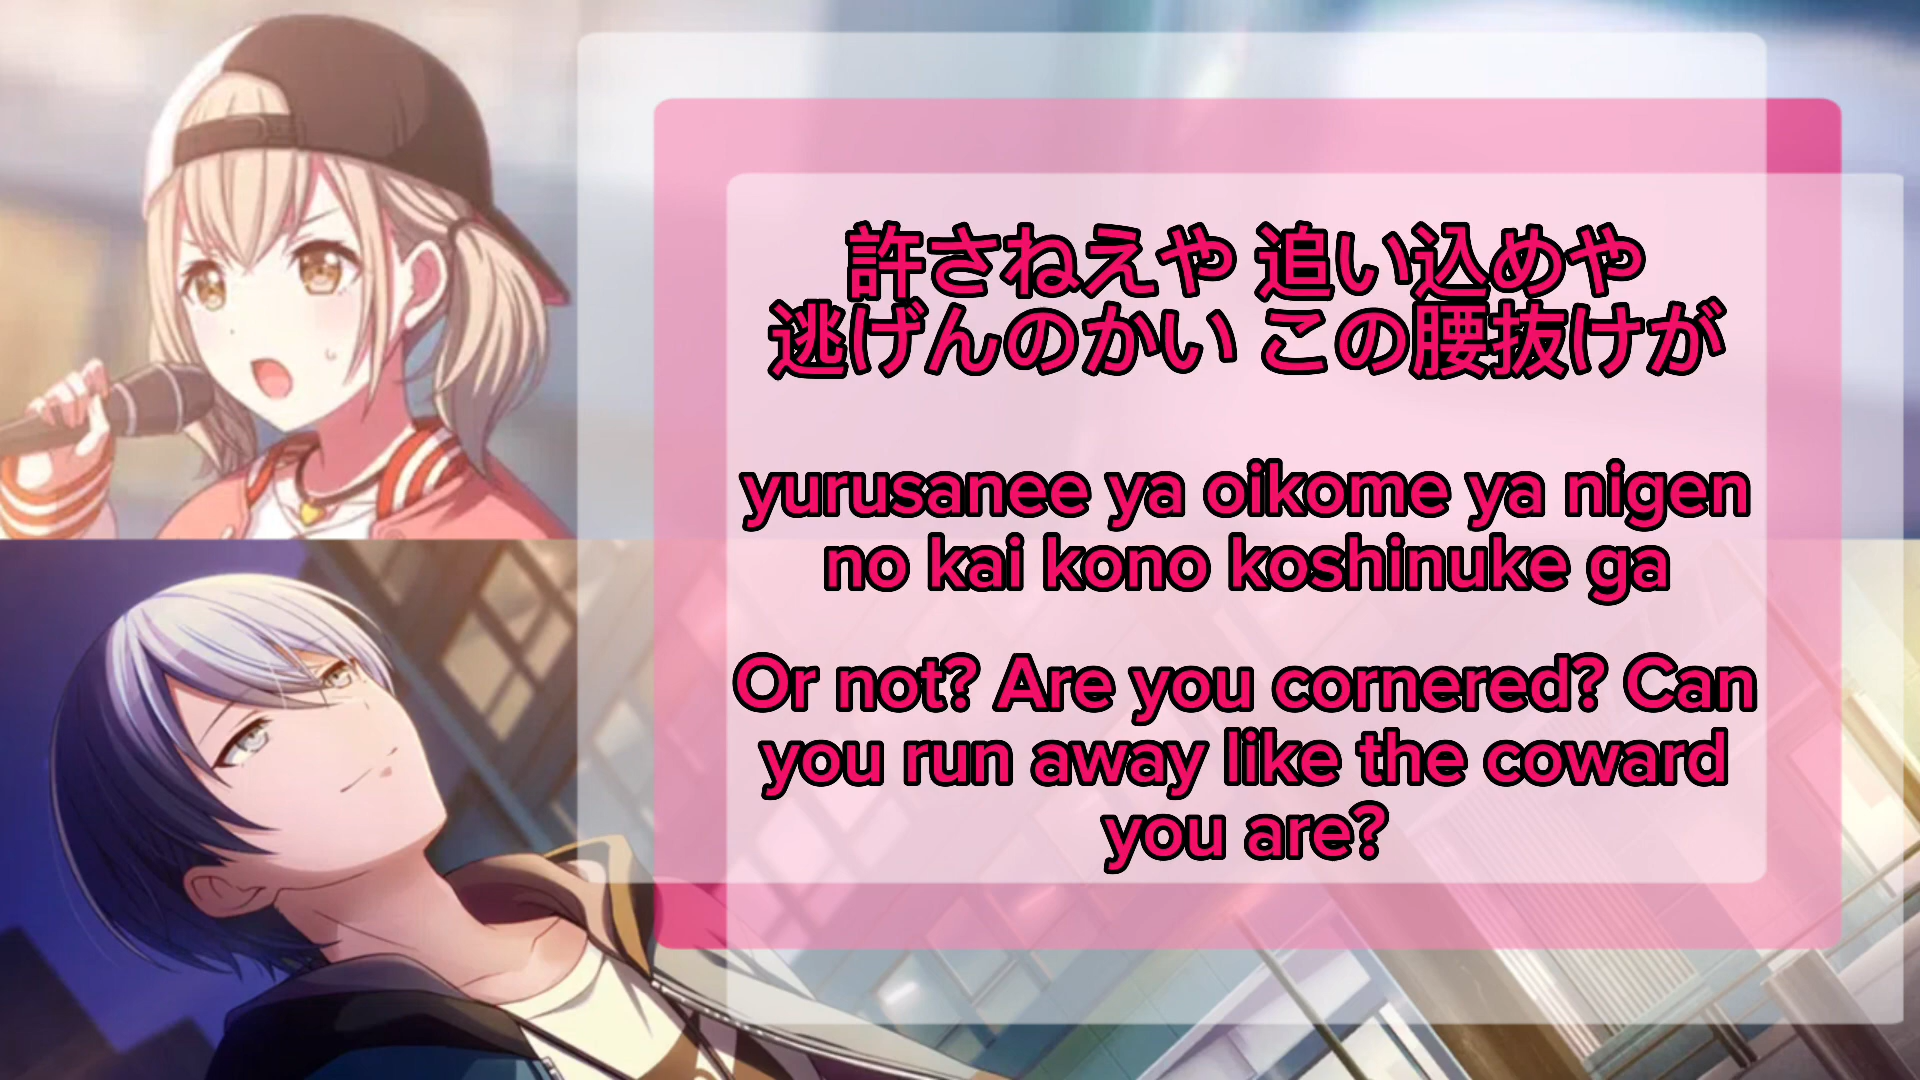 許さねえや 追い込めや
逃げんのかい この腰抜けが
yurusanee ya oikome ya nigen
no kai kono koshinuke ga
Or not? Are you cornered? Can
you run away like the coward
you are?